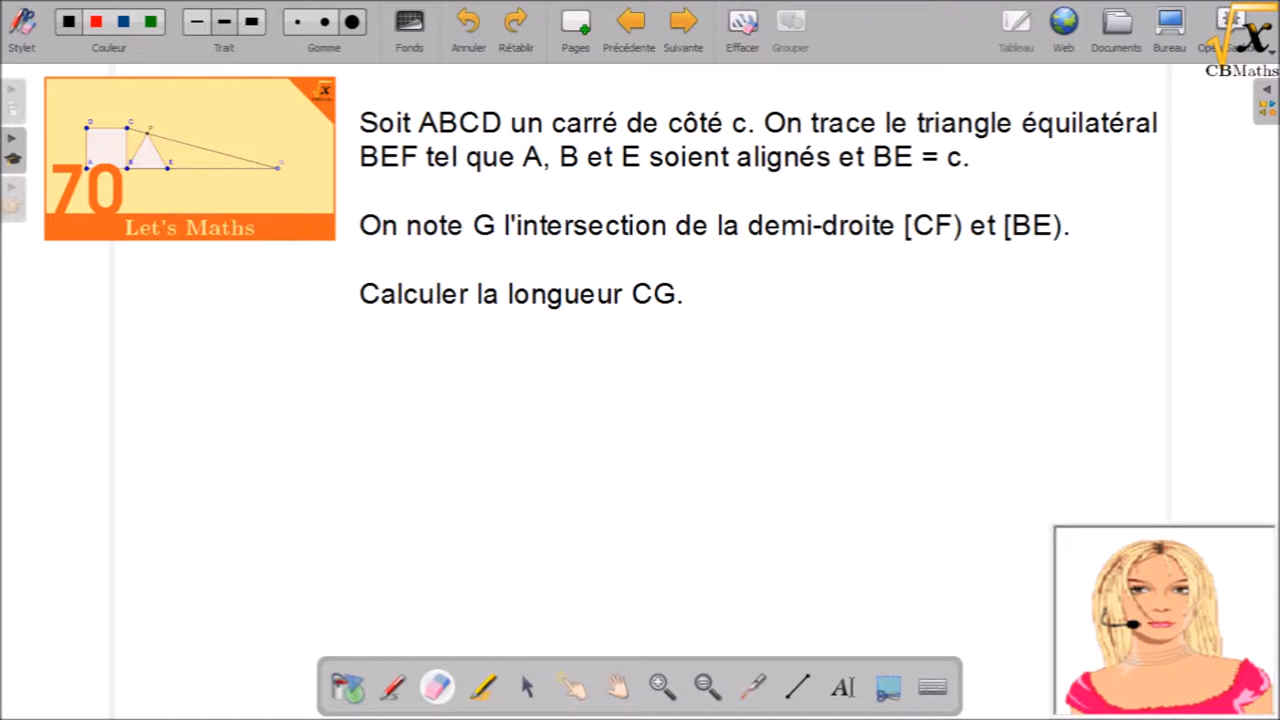 Stylet
Couleur
Trait
Gomme
Fonds
Annuler
Rétablir
Pages
Précédente
Suivante
Effacer
Grouper
Tableau
Web
Documents
Bureau
CBMaths
D
C
F
A
B
E
G
70
Let's Maths
Soit ABCD un carré de côté c. On trace le triangle équilatéral
BEF tel que A, B et E soient alignés et BE = c.
On note G l'intersection de la demi-droite [CF) et [BE).
Calculer la longueur CG.